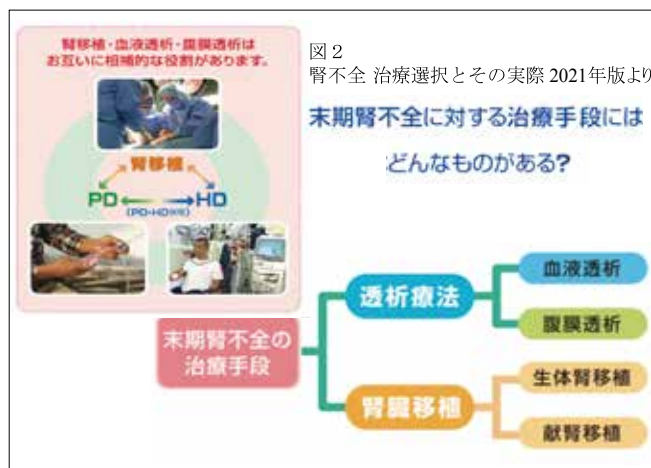 腎移植・血液透析・腹膜透析は
お互いに相補的な役割があります。
腎移植
PD
HD
(PD+HD併用)
図2
腎不全 治療選択とその実際 2021年版より
末期腎不全に対する治療手段には
どんなものがある?
末期腎不全の
治療手段
透析療法
血液透析
腹膜透析
腎臓移植
生体腎移植
献腎移植